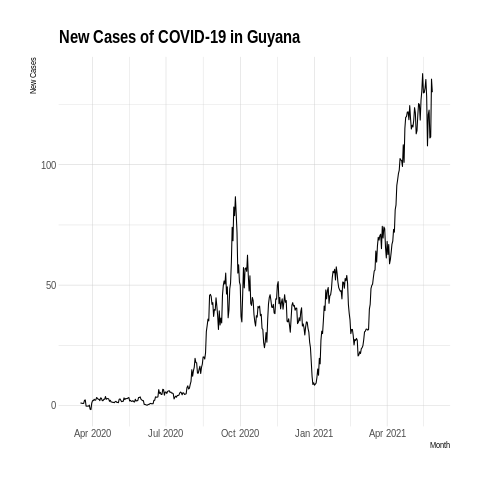 New Cases of COVID-19 in Guyana
New Cases
100
50
0
Apr 2020
Jul 2020
Oct 2020
Jan 2021
Apr 2021
Month